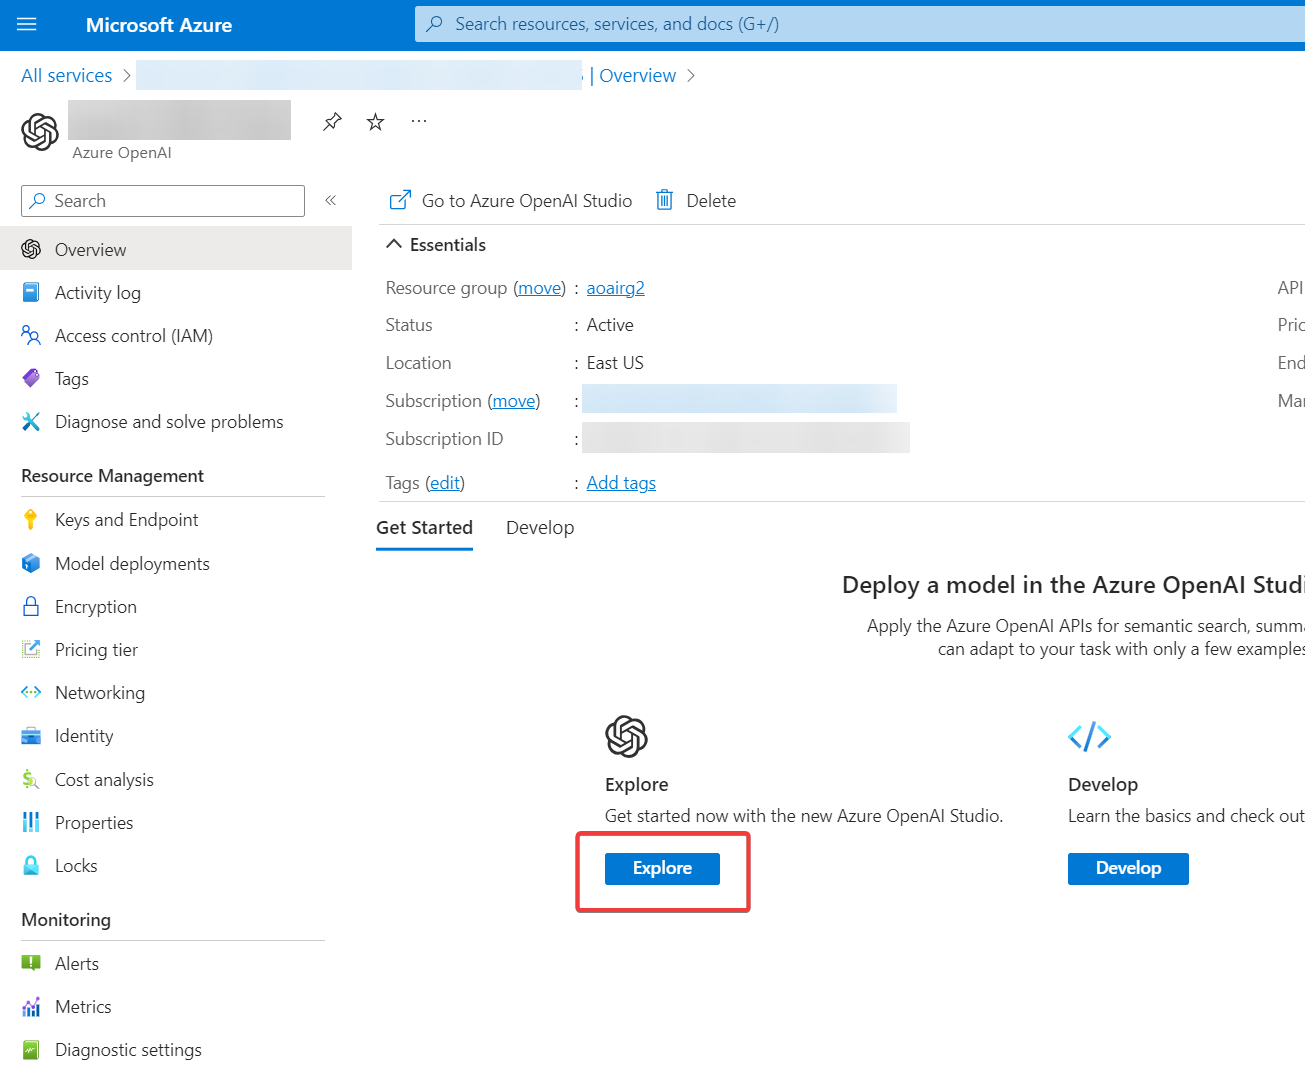 Microsoft Azure
Search resources, services, and docs (G+/)
All services > | Overview >
Azure OpenAI
Search
«
Go to Azure OpenAI Studio
Delete
Overview
Activity log
Access control (IAM)
Tags
Diagnose and solve problems
Resource Management
Keys and Endpoint
Model deployments
Encryption
Pricing tier
Networking
Identity
Cost analysis
Properties
Locks
Monitoring
Alerts
Metrics
Diagnostic settings
Essentials
Resource group (move) : aoairg2
Status : Active
Location : East US
Subscription (move) :
Subscription ID :
Tags (edit) : Add tags
API
Pric
End
Mar
Get Started
Develop
Deploy a model in the Azure OpenAI Studi
Apply the Azure OpenAI APIs for semantic search, summa
can adapt to your task with only a few examples
Explore
Get started now with the new Azure OpenAI Studio.
Explore
Develop
Learn the basics and check out
Develop